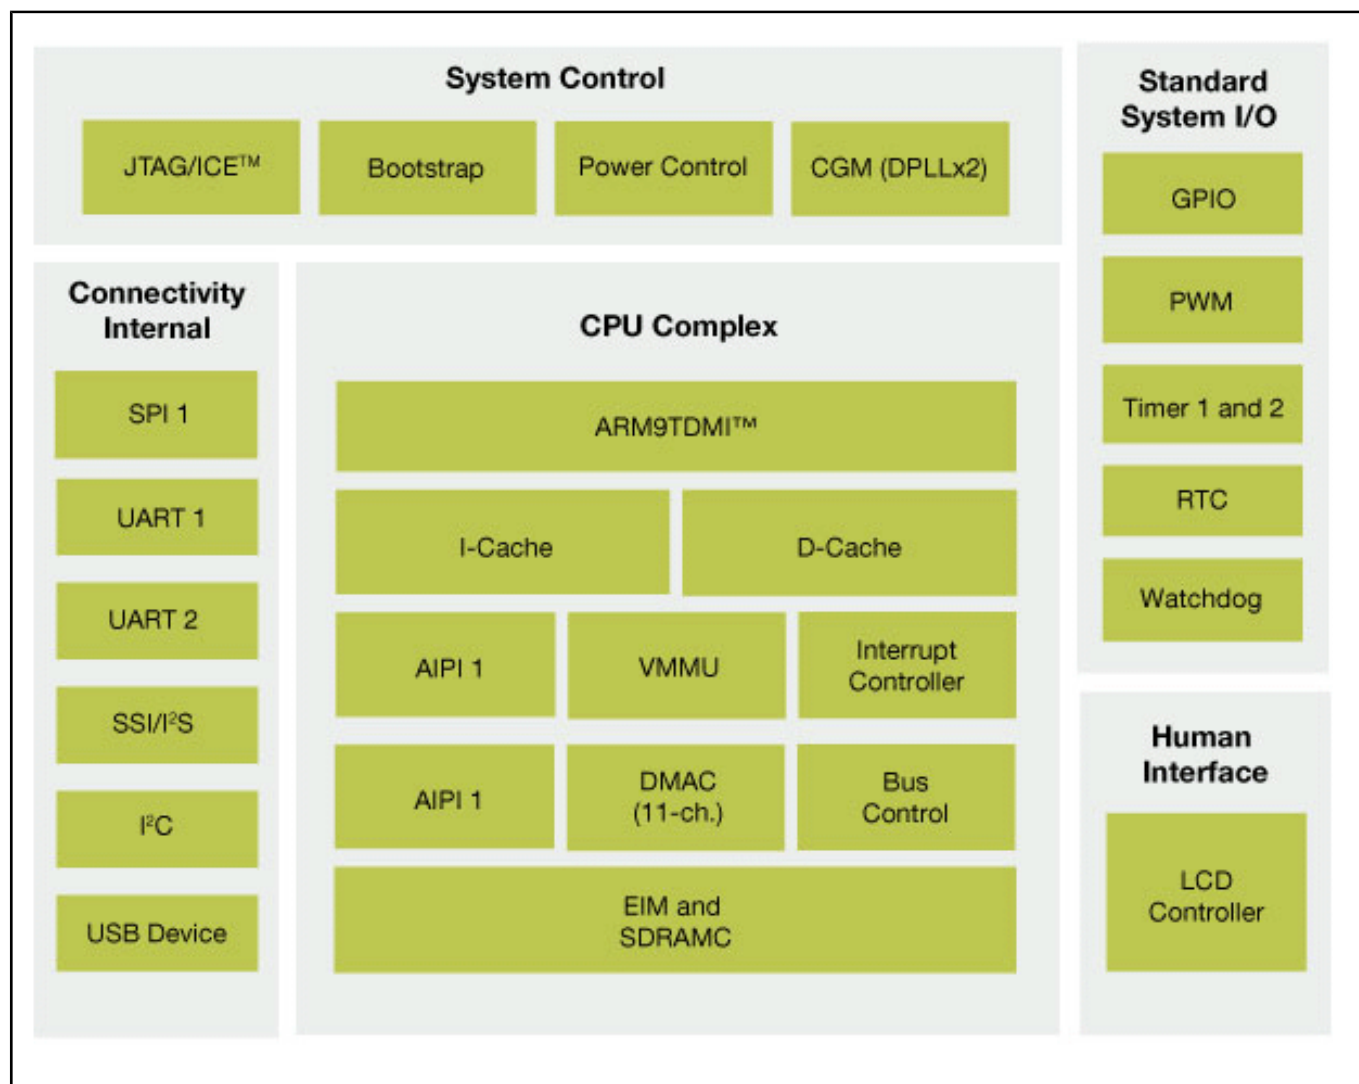 System Control
JTAG/ICE™
Bootstrap
Power Control
CGM (DPLLx2)
Standard
System I/O
GPIO
PWM
Timer 1 and 2
RTC
Watchdog
Connectivity
Internal
SPI 1
UART 1
UART 2
SSI/I²S
I²C
USB Device
CPU Complex
ARM9TDMI™
I-Cache
D-Cache
AIPI 1
VMMU
Interrupt
Controller
AIPI 1
DMAC
(11-ch.)
Bus
Control
EIM and
SDRAMC
Human
Interface
LCD
Controller